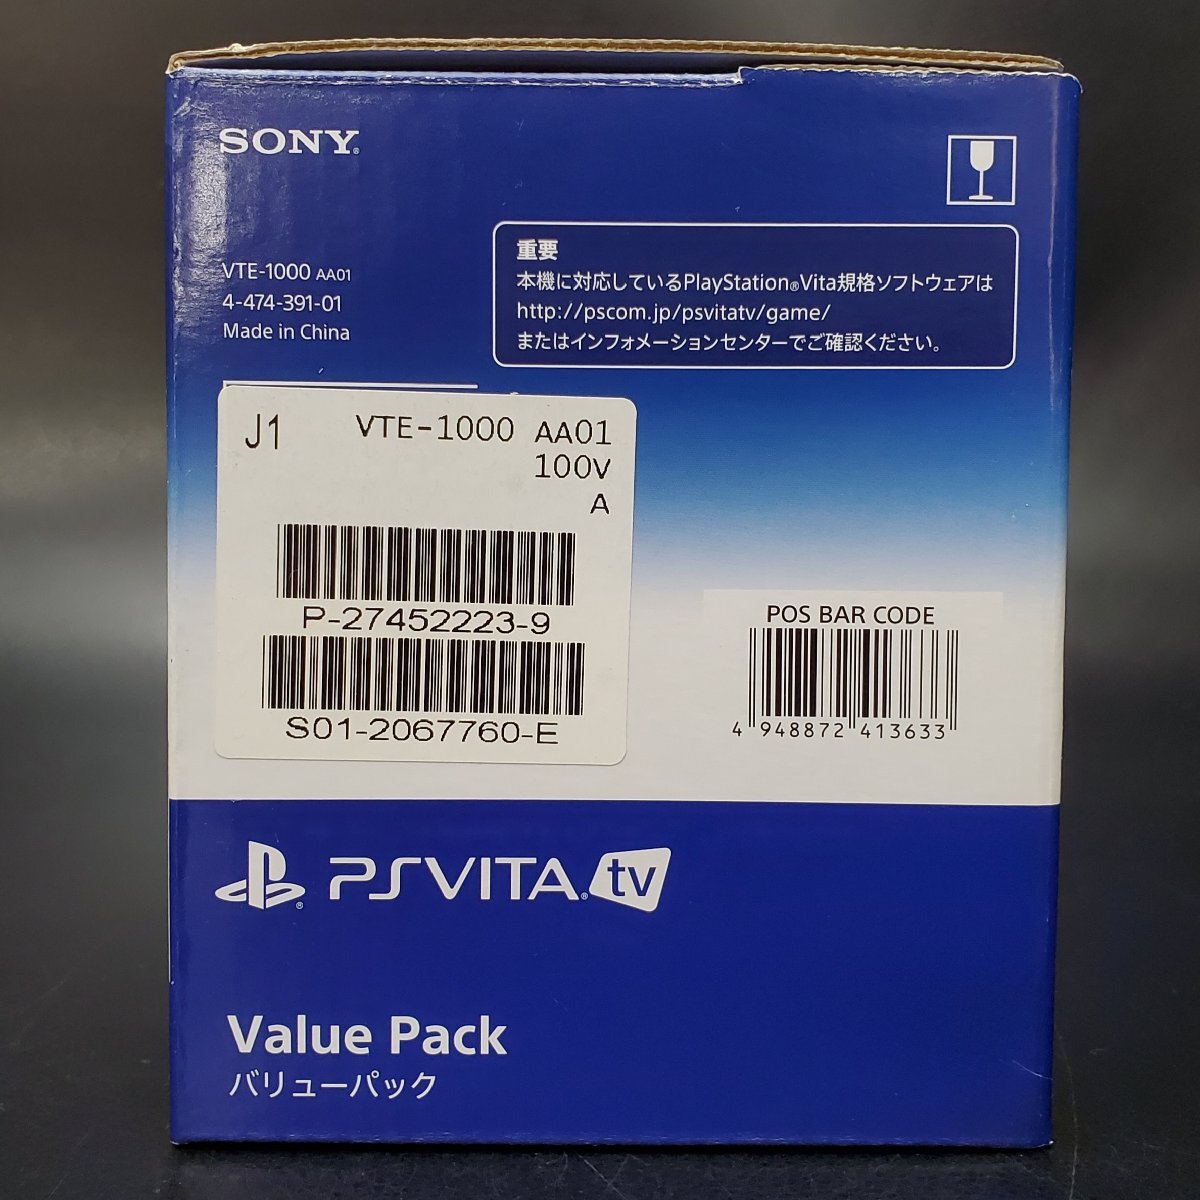 SONY®
VTE-1000 AA01
4-474-391-01
Made in China
重要
本機に対応しているPlayStation®Vita規格ソフトウェアは
http://pscom.jp/psvitatv/game/
またはインフォメーションセンターでご確認ください。
J1 VTE-1000 AA01
100V
A
P-27452223-9
S01-2067760-E
POS BAR CODE
4 948872 413633
PSVITA® tv
Value Pack
バリューパック